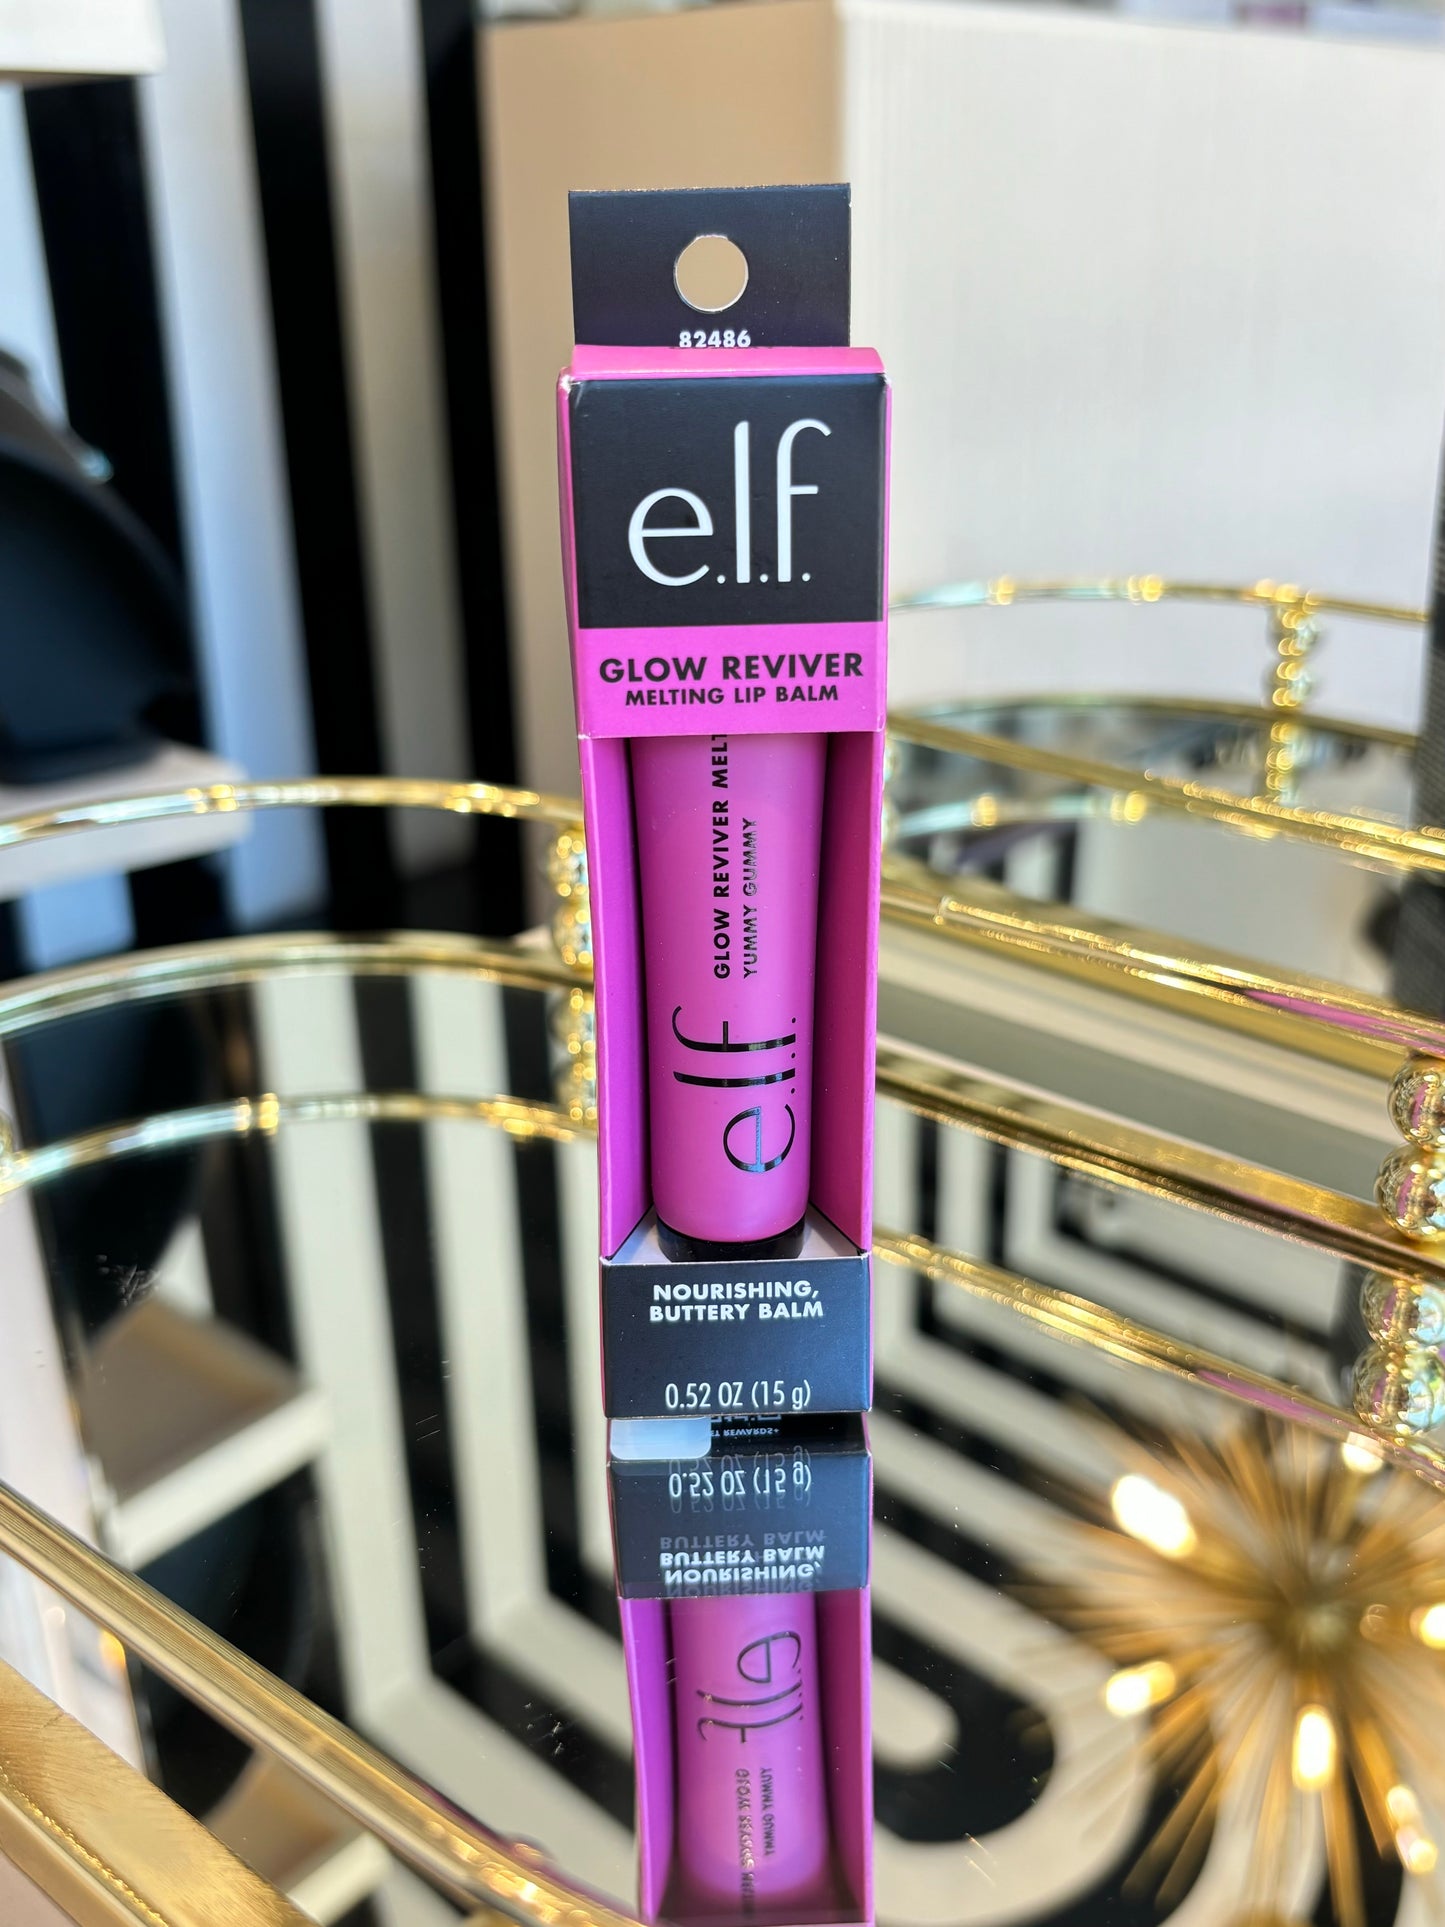 82486
e.l.f.
GLOW REVIVER
MELTING LIP BALM
GLOW REVIVER MELT
YUMMY GUMMY
e.l.f.
NOURISHING,
BUTTERY BALM
0.52 OZ (15 g)